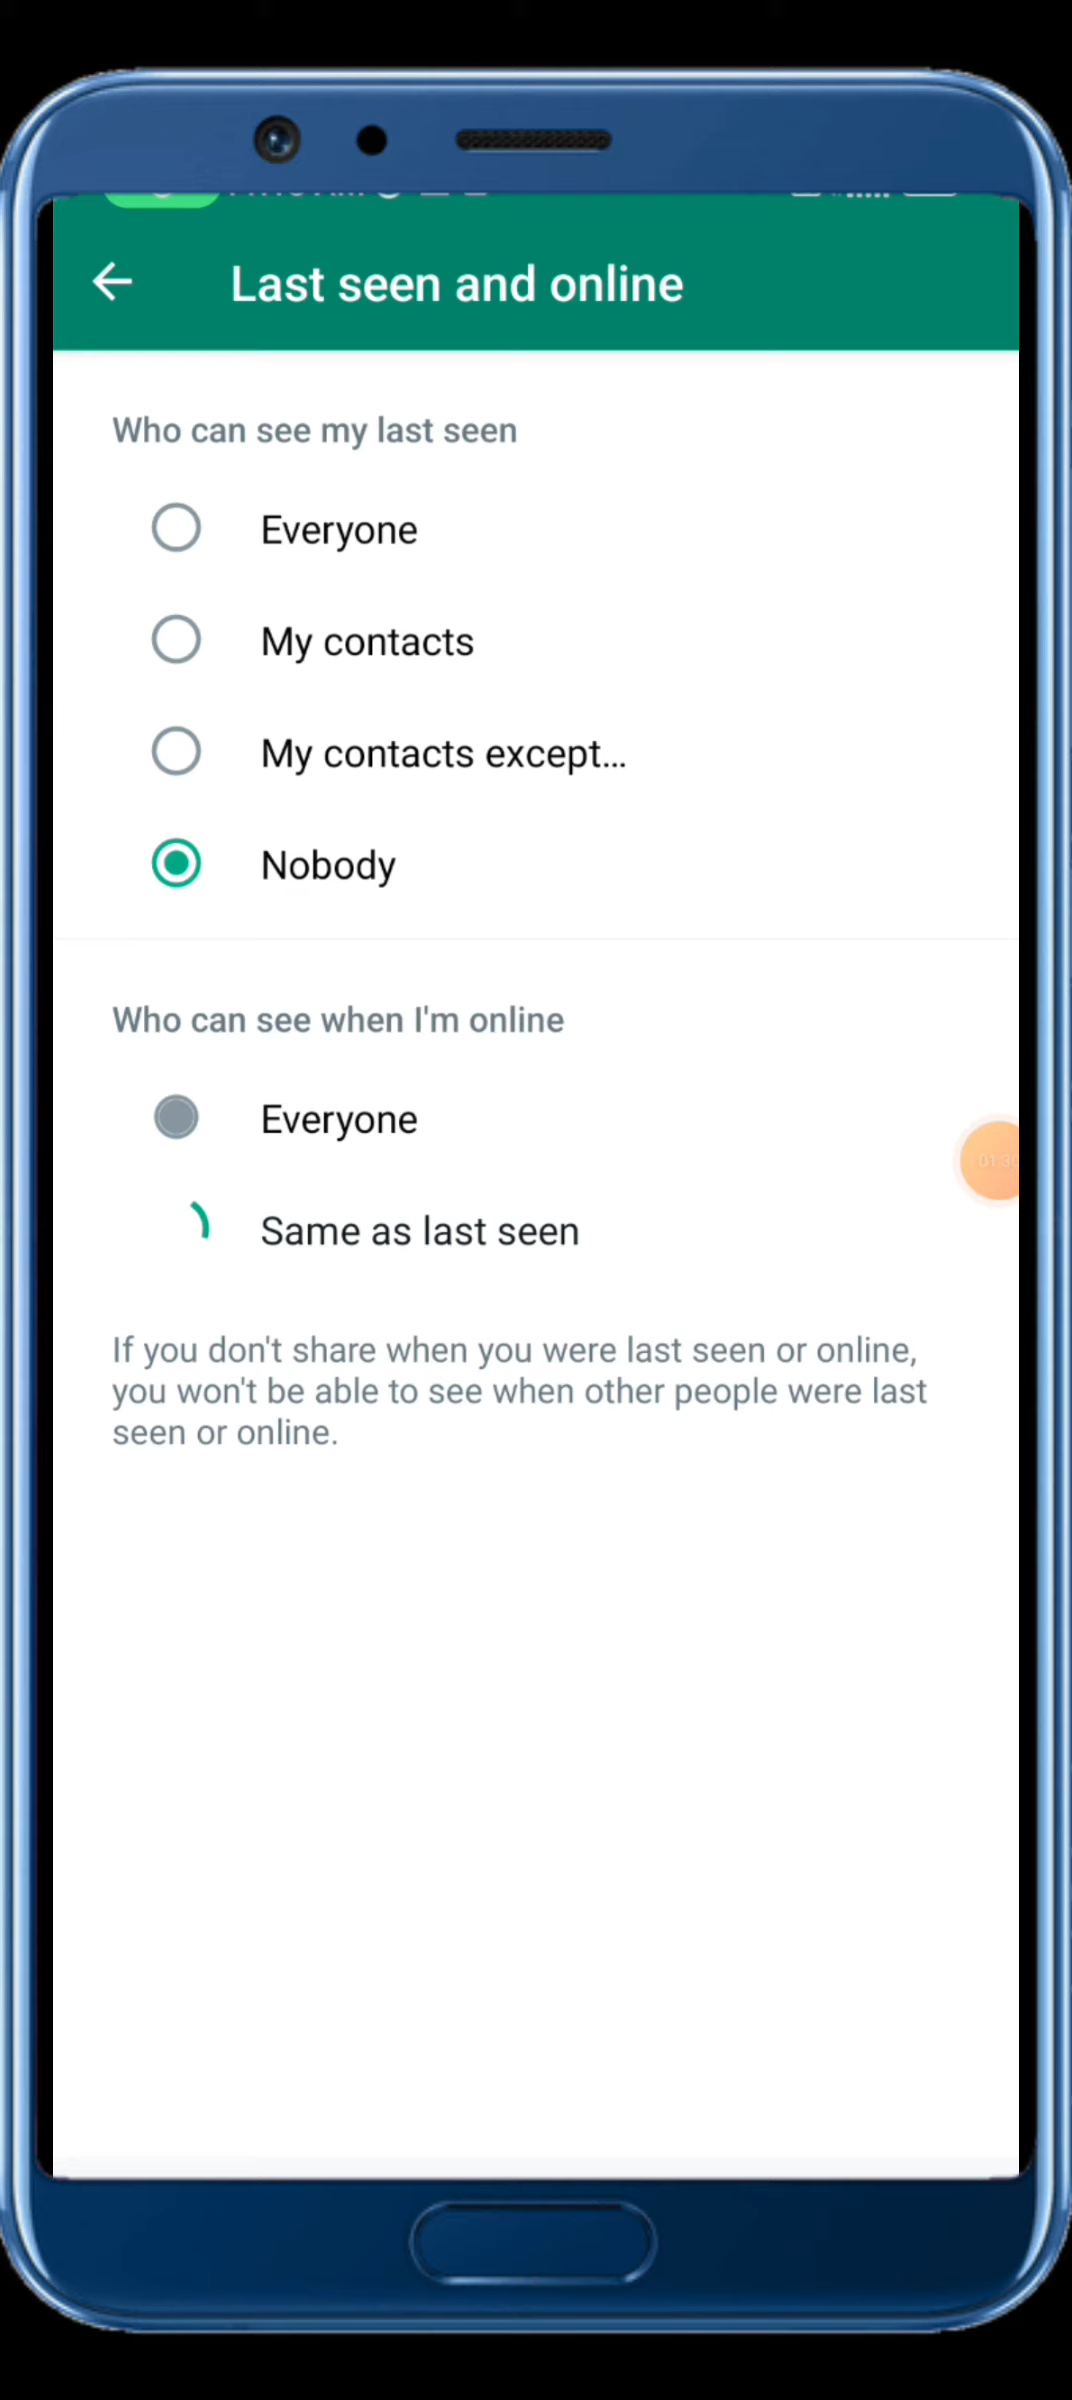 Last seen and online
Who can see my last seen
Everyone
My contacts
My contacts except...
Nobody
Who can see when I'm online
Everyone
Same as last seen
If you don't share when you were last seen or online,
you won't be able to see when other people were last
seen or online.